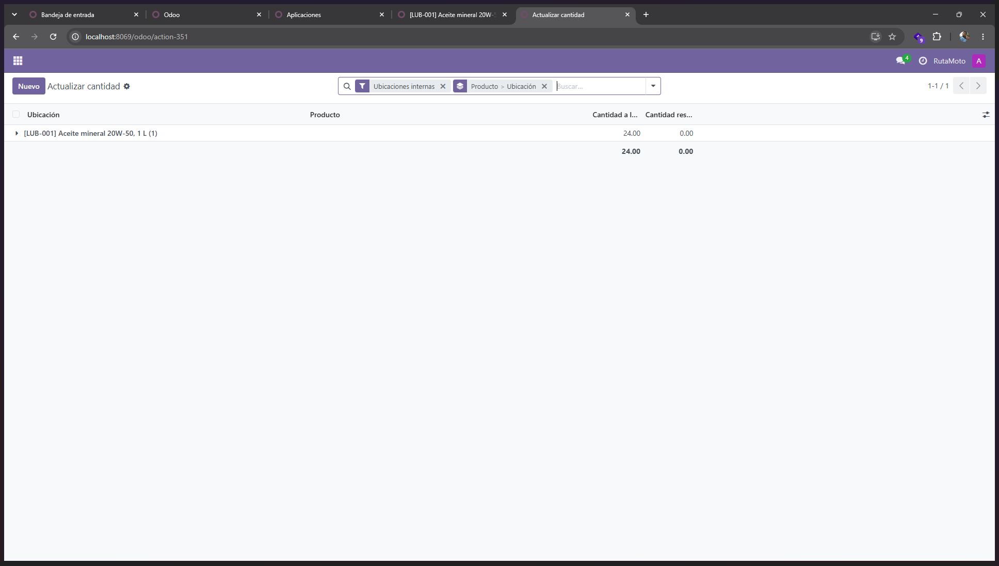 Bandeja de entrada
Odoo
Aplicaciones
[LUB-001] Aceite mineral 20W-5
Actualizar cantidad
localhost:8069/odoo/action-351
9
4
RutaMoto
A
Nuevo
Actualizar cantidad
Ubicaciones internas
Producto > Ubicación
Buscar...
1-1 / 1
Ubicación
Producto
Cantidad a l...
Cantidad res...
[LUB-001] Aceite mineral 20W-50, 1 L (1)
24.00
0.00
24.00
0.00